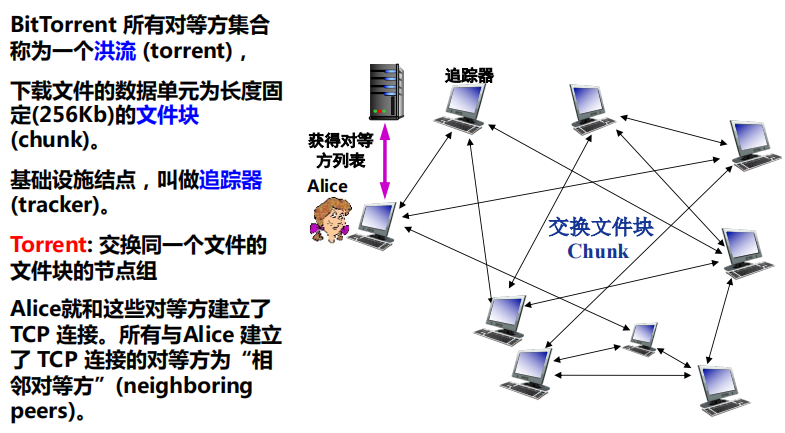 BitTorrent 所有对等方集合
称为一个洪流 (torrent)，
下载文件的数据单元为长度固
定(256Kb)的文件块
(chunk)。
基础设施结点，叫做追踪器
(tracker)。
Torrent: 交换同一个文件的
文件块的节点组
Alice就和这些对等方建立了
TCP 连接。所有与Alice 建立
了 TCP 连接的对等方为“相
邻对等方”(neighboring
peers)。
追踪器
获得对等
方列表
Alice
交换文件块
Chunk